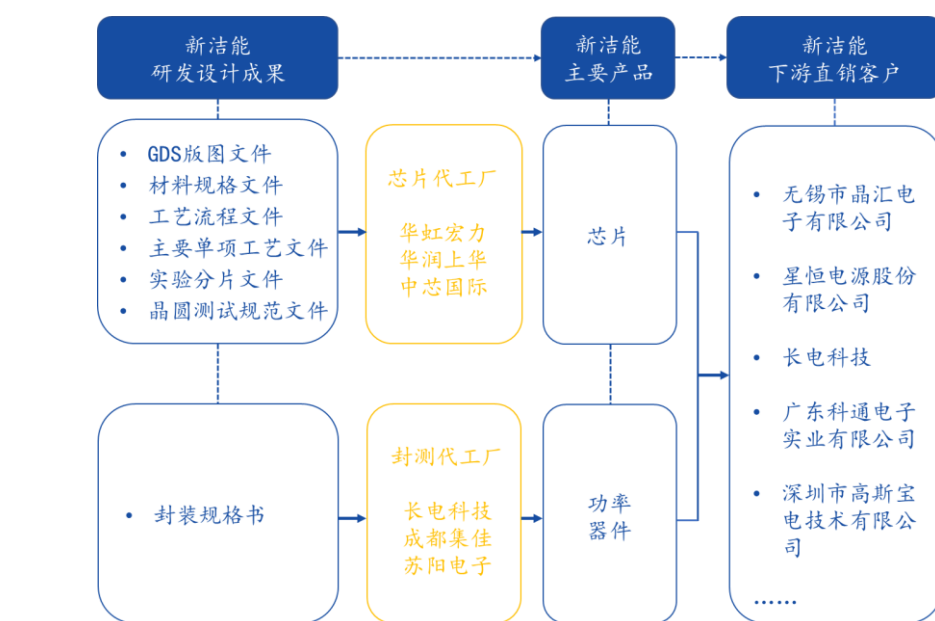 新洁能
研发设计成果
新洁能
主要产品
新洁能
下游直销客户
• GDS版图文件
• 材料规格文件
• 工艺流程文件
• 主要单项工艺文件
• 实验分片文件
• 晶圆测试规范文件
芯片代工厂
华虹宏力
华润上华
中芯国际
芯片
• 封装规格书
封测代工厂
长电科技
成都集佳
苏阳电子
功率
器件
• 无锡市晶汇电
子有限公司
• 星恒电源股份
有限公司
• 长电科技
• 广东科通电子
实业有限公司
• 深圳市高斯宝
电技术有限公
司
……